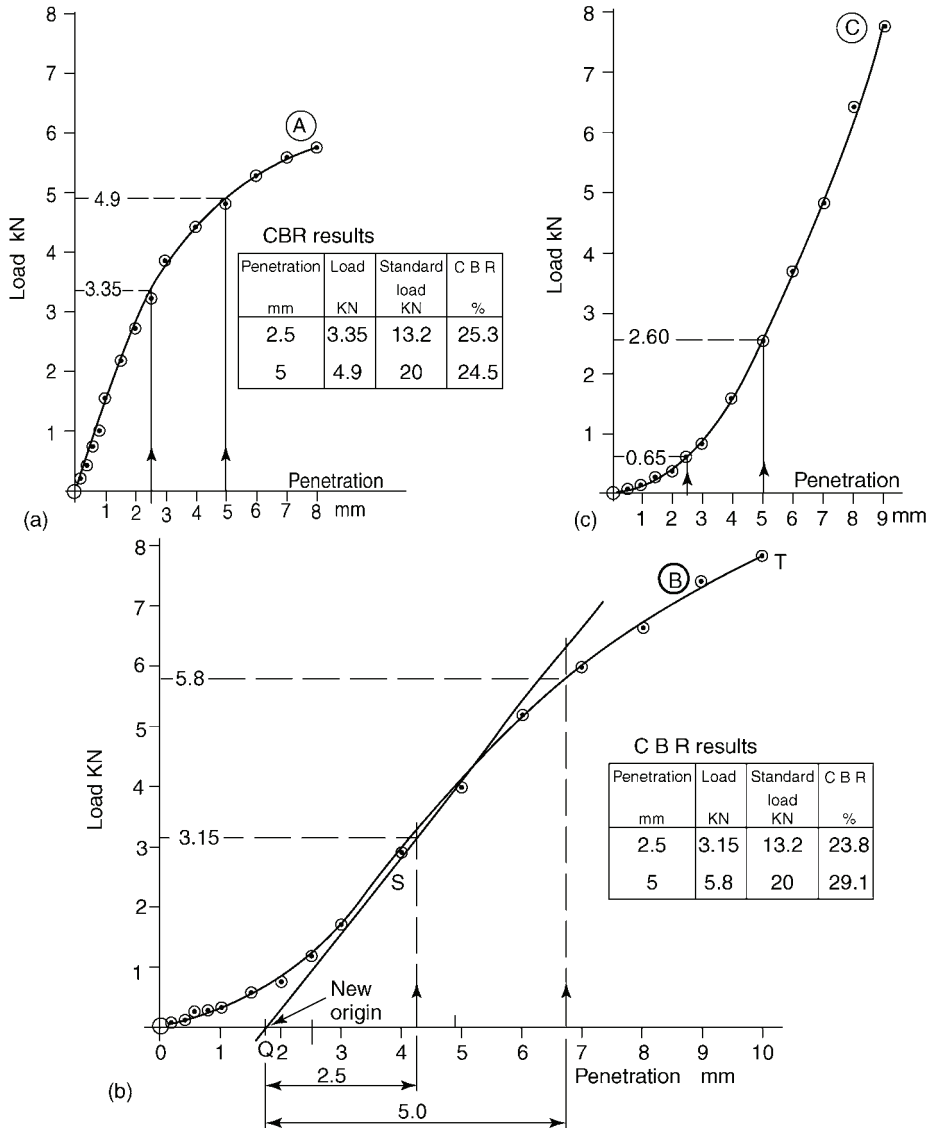 8
7
6
5
4
3
2
1
0
Load kN
A
4.9
3.35
CBR results
Penetration Load Standard C B R
load
mm KN KN %
2.5 3.35 13.2 25.3
5 4.9 20 24.5
Penetration
1 2 3 4 5 6 7 8 mm
(a)
8
7
6
5
4
3
2
1
0
Load kN
C
2.60
0.65
Penetration
1 2 3 4 5 6 7 8 9 mm
(c)
8
7
6
5
4
3
2
1
0
Load KN
B
T
5.8
3.15
S
C B R results
Penetration Load Standard C B R
load
mm KN KN %
2.5 3.15 13.2 23.8
5 5.8 20 29.1
New
origin
0 Q 2 3 4 5 6 7 8 9 10
Penetration mm
2.5
5.0
(b)